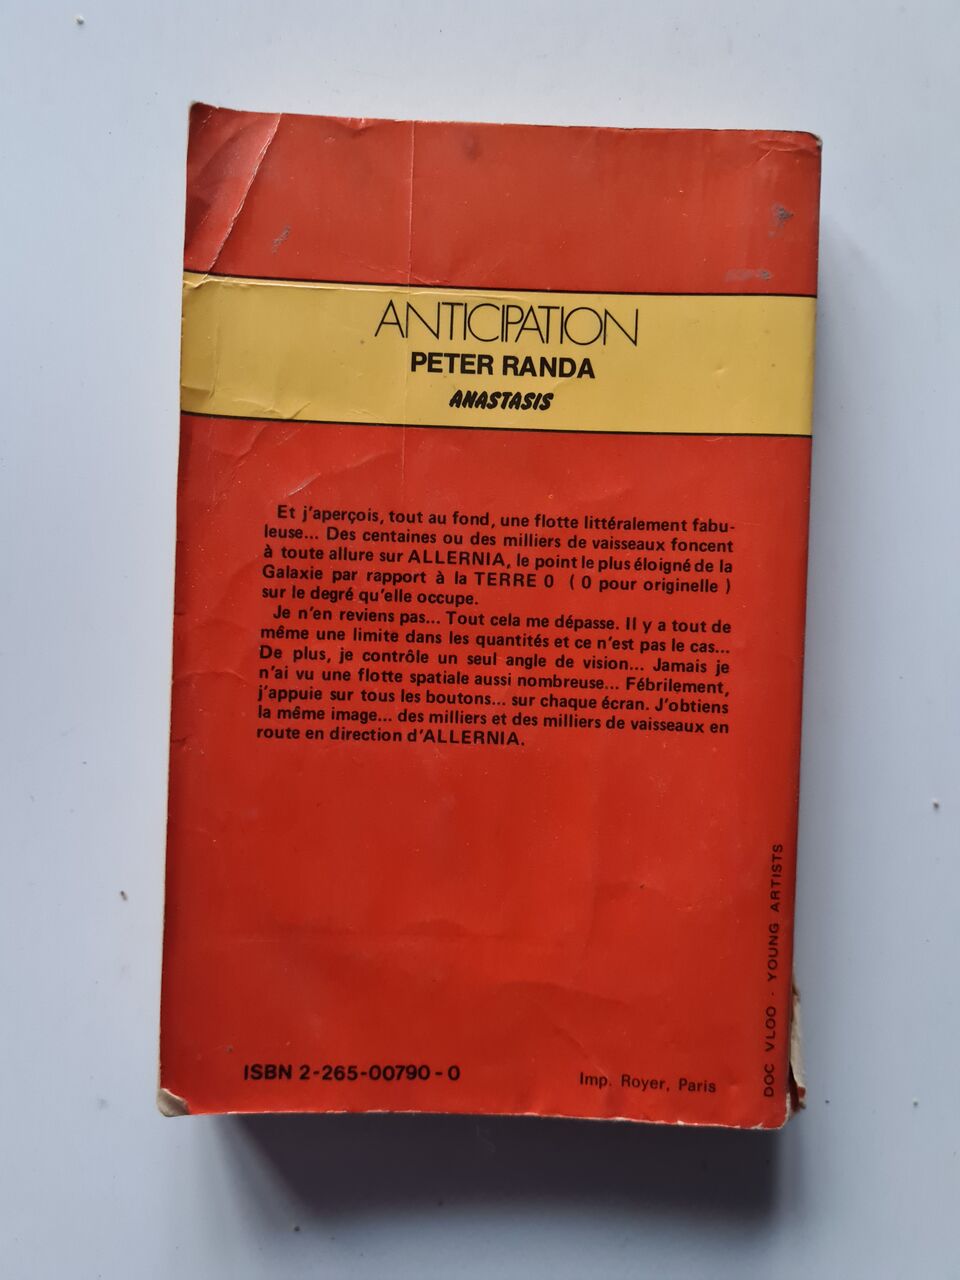 ANTICIPATION
PETER RANDA
ANASTASIS
Et j'aperçois, tout au fond, une flotte littéralement fabu-
leuse... Des centaines ou des milliers de vaisseaux foncent
à toute allure sur ALLERNIA, le point le plus éloigné de la
Galaxie par rapport à la TERRE 0 ( 0 pour originelle )
sur le degré qu'elle occupe.
Je n'en reviens pas... Tout cela me dépasse. Il y a tout de
même une limite dans les quantités et ce n'est pas le cas...
De plus, je contrôle un seul angle de vision... Jamais je
n'ai vu une flotte spatiale aussi nombreuse... Fébrilement,
j'appuie sur tous les boutons... sur chaque écran. J'obtiens
la même image... des milliers et des milliers de vaisseaux en
route en direction d'ALLERNIA.
DOC VLOO . YOUNG ARTISTS
ISBN 2-265-00790-0
Imp. Royer, Paris